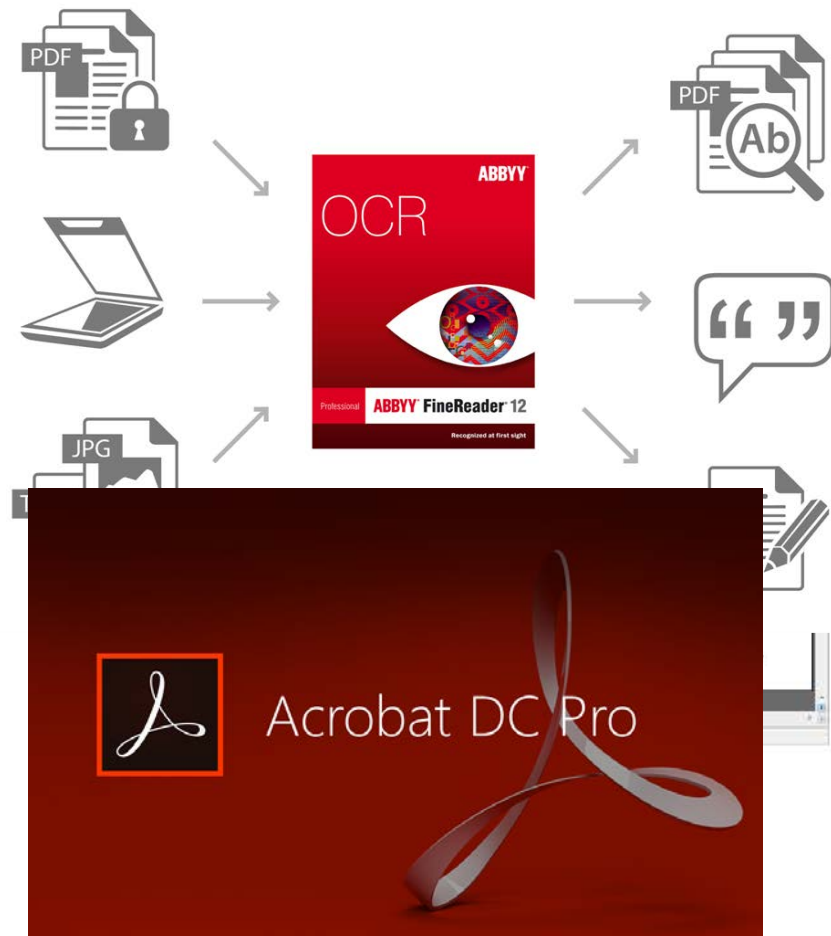 PDF
PDF
Ab
ABBYY
OCR
“ ”
Professional ABBYY FineReader 12
Recognized at first sight
JPG
T
Acrobat DC Pro